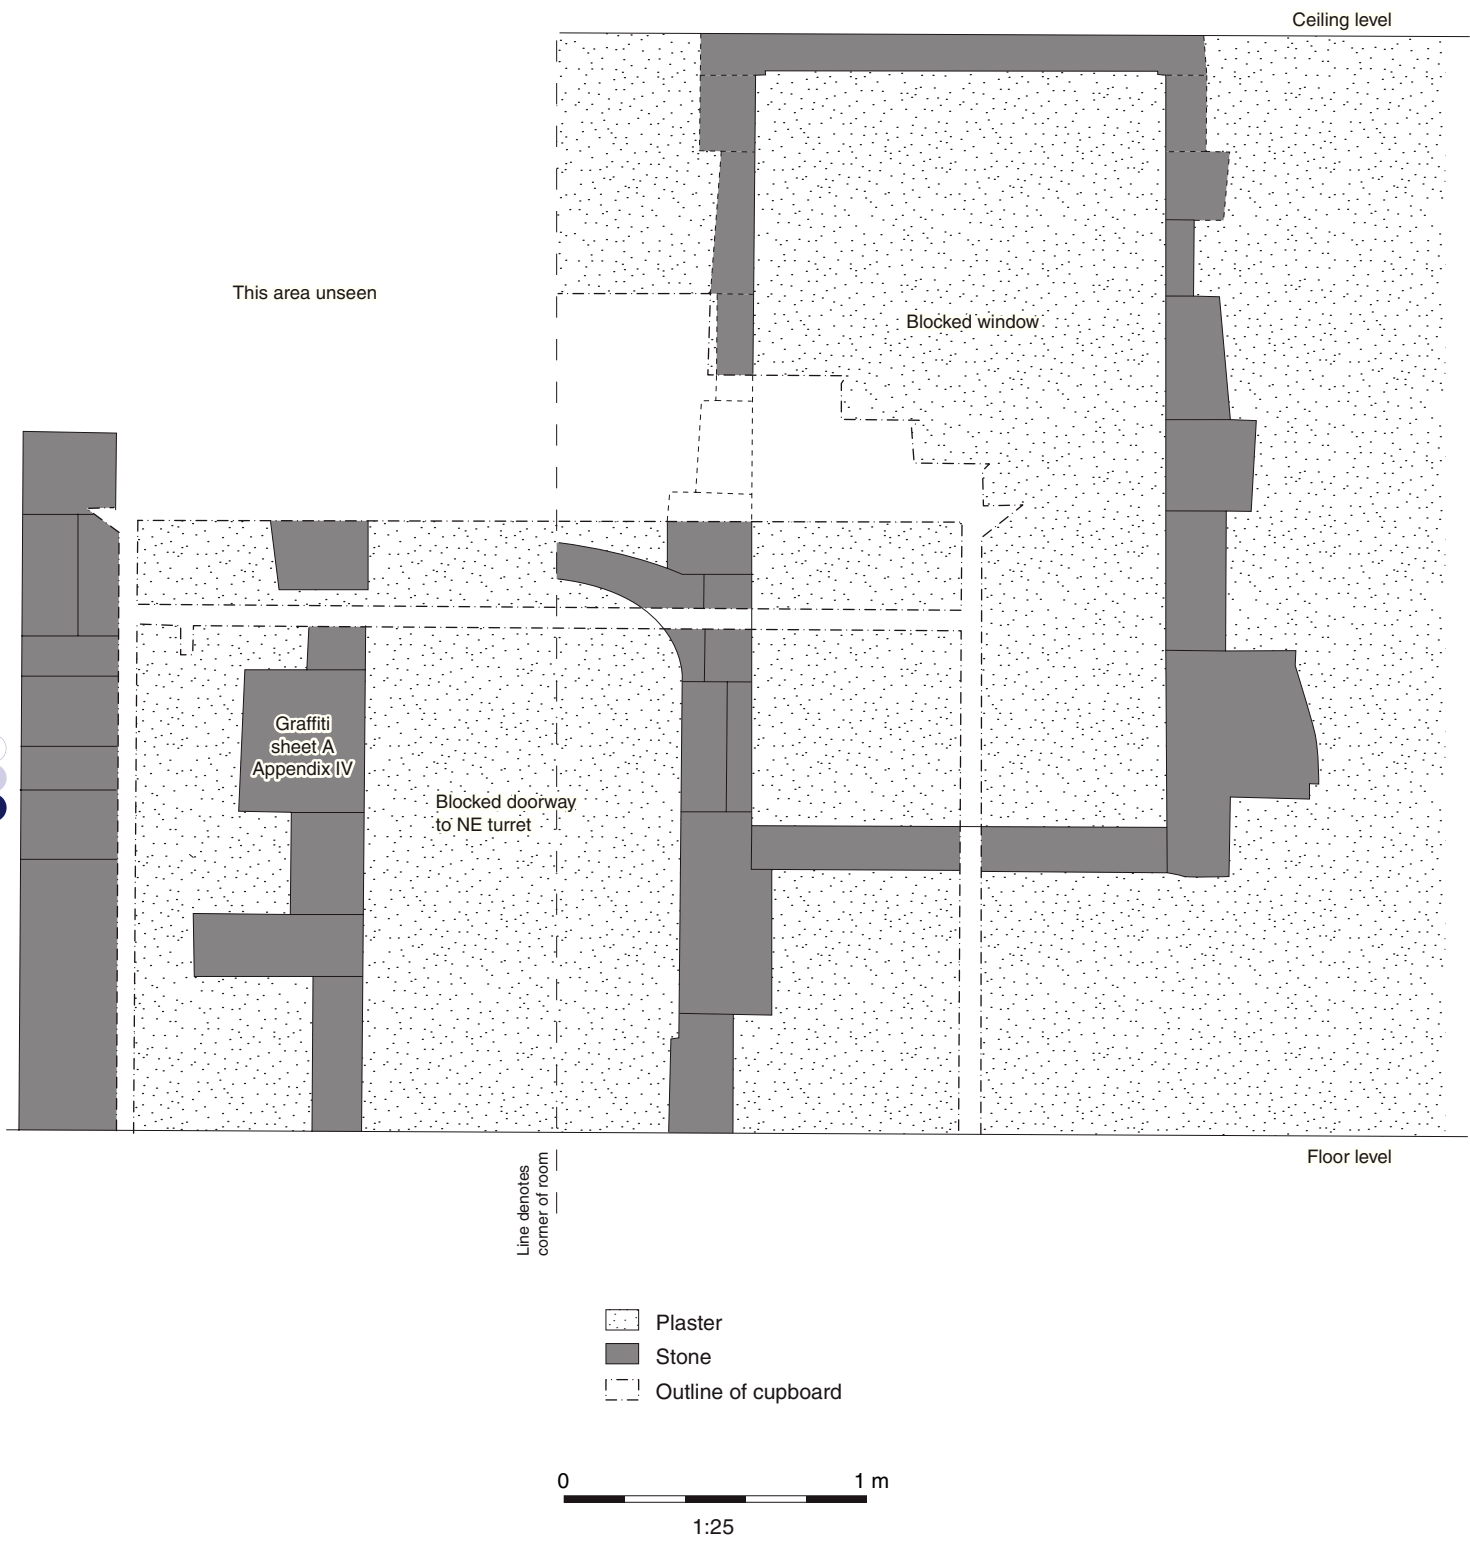 Ceiling level
This area unseen
Blocked window
Graffiti
sheet A
Appendix IV
Blocked doorway
to NE turret
Floor level
Line denotes
corner of room
Plaster
Stone
Outline of cupboard
0 1 m
1:25